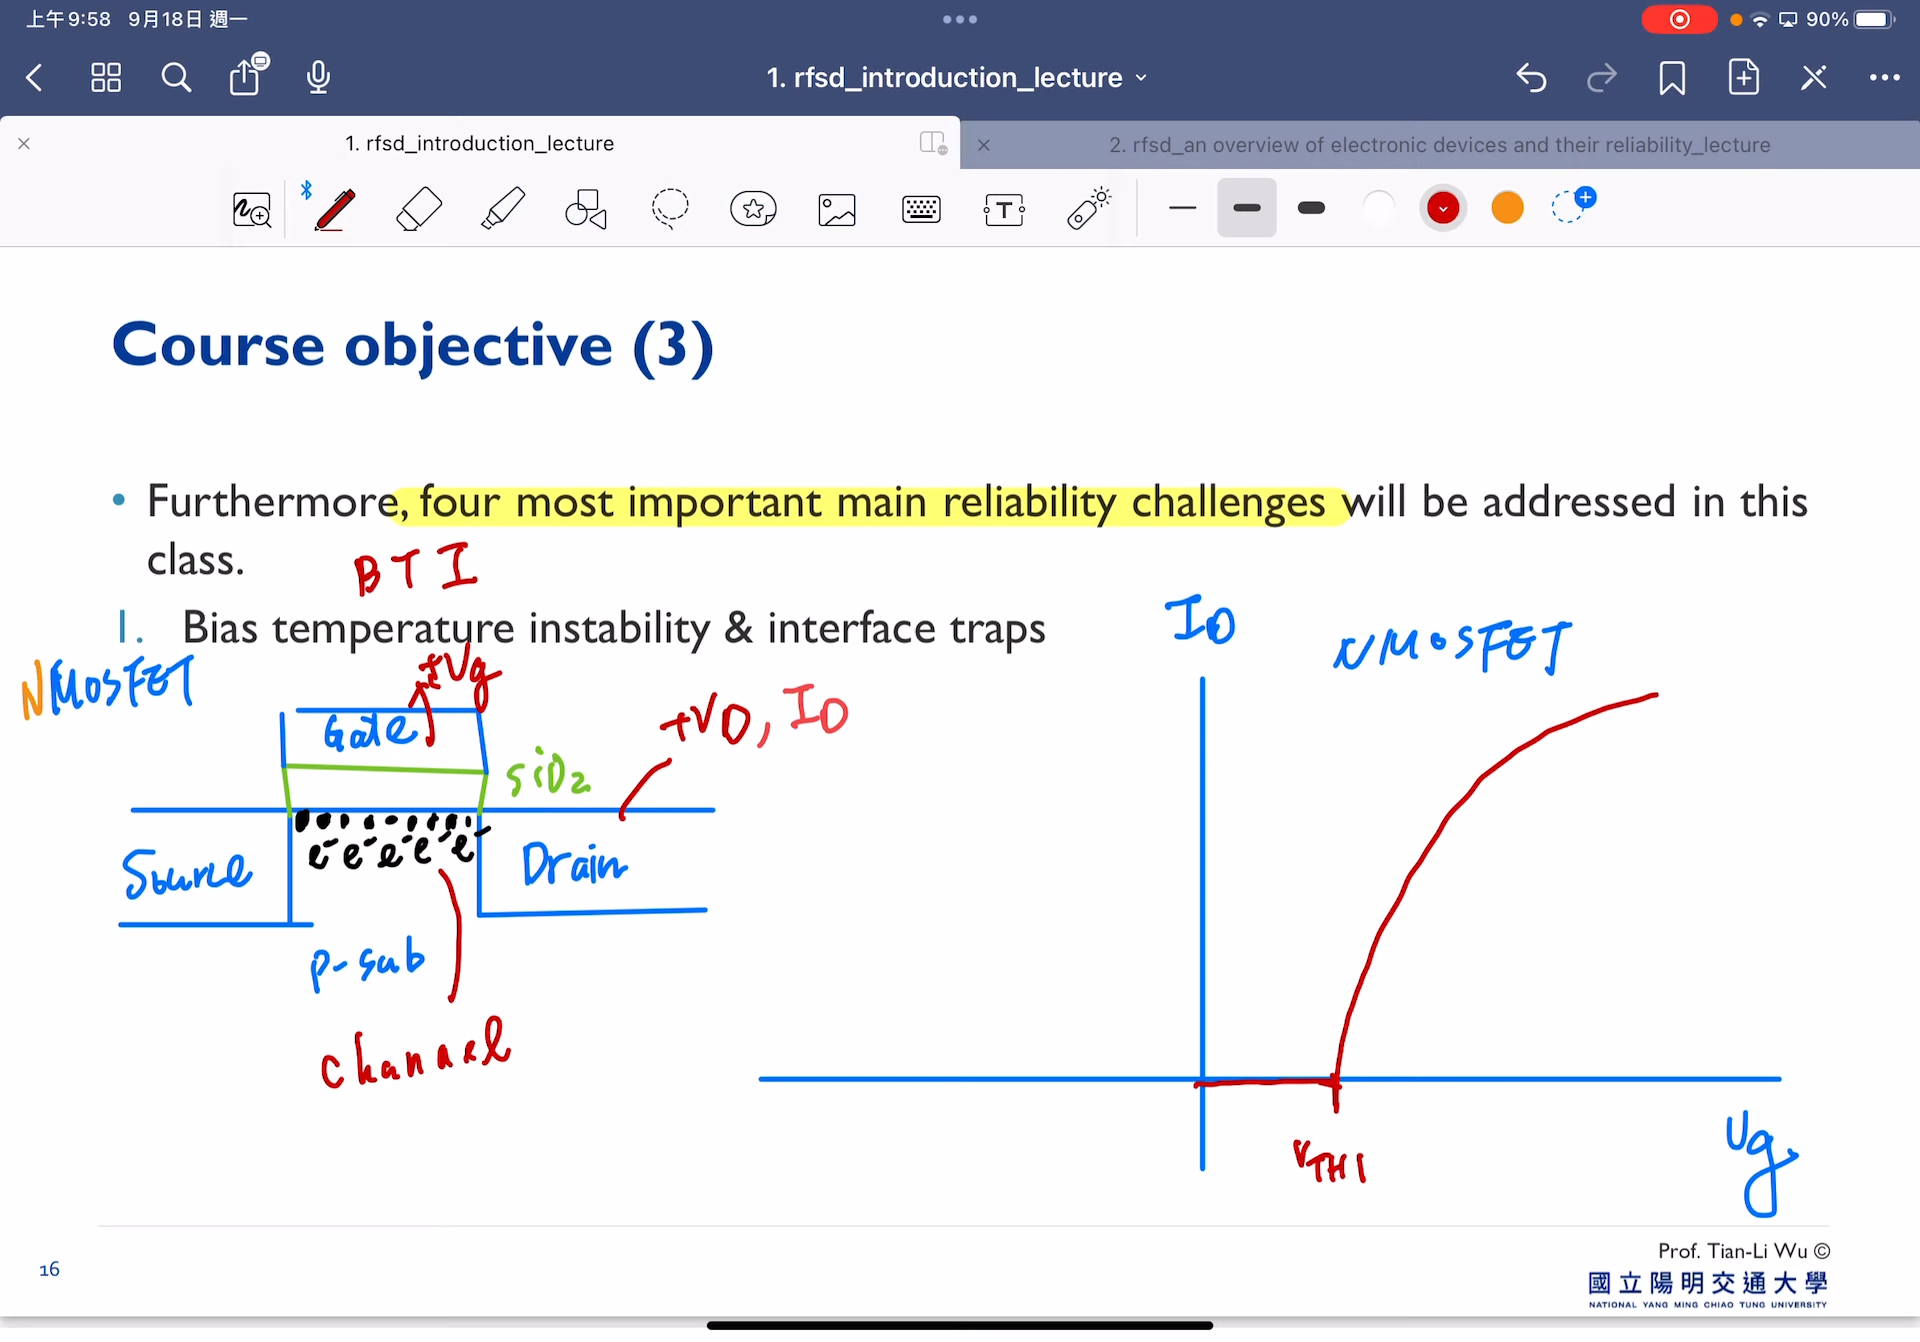 上午9:58 9月18日 週一
90%
1. rfsd_introduction_lecture
1. rfsd_introduction_lecture
2. rfsd_an overview of electronic devices and their reliability_lecture
T
Course objective (3)
• Furthermore, four most important main reliability challenges will be addressed in this
class.
BTI
1. Bias temperature instability & interface traps
ID
NMOSFET
NMOSFET
+Vg
Gate
+VD, ID
SiO2
e- e- e- e- e-
Source
Drain
P-sub
channel
VTH1
Vg
16
Prof. Tian-Li Wu ©
國立陽明交通大學
NATIONAL YANG MING CHIAO TUNG UNIVERSITY